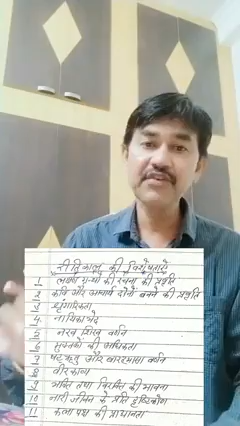 रीतिकाल की विशेषताएँ
1 लक्षण ग्रन्थों की रचना की प्रवृति
2 कवि और आचार्य दोनों बनने की प्रवृति
3 शृंगारिकता
4 नायिका भेद
5 नख शिख वर्णन
6 मुक्तकों की अधिकता
7 षट् ऋतु और बारहमासा वर्णन
8 वीर काव्य
9 भक्ति तथा विरक्ति की भावना
10 नारी जीवन के प्रति दृष्टिकोण
11 कला पक्ष की प्रधानता